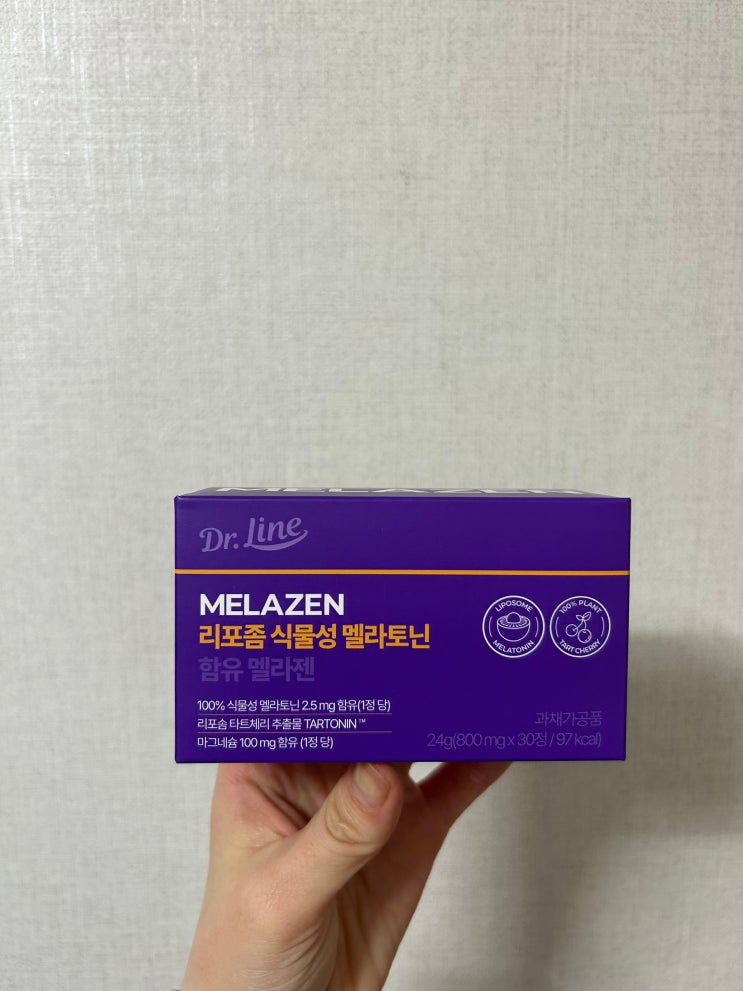 MELAZEN
Dr. Line
MELAZEN
리포좀 식물성 멜라토닌
함유 멜라젠
LIPOSOME
MELATONIN
100% PLANT
TART CHERRY
100% 식물성 멜라토닌 2.5 mg 함유(1정 당)
리포솜 타트체리 추출물 TARTONIN ™
마그네슘 100 mg 함유 (1정 당)
과채가공품
24g(800 mg x 30정 / 97 kcal)